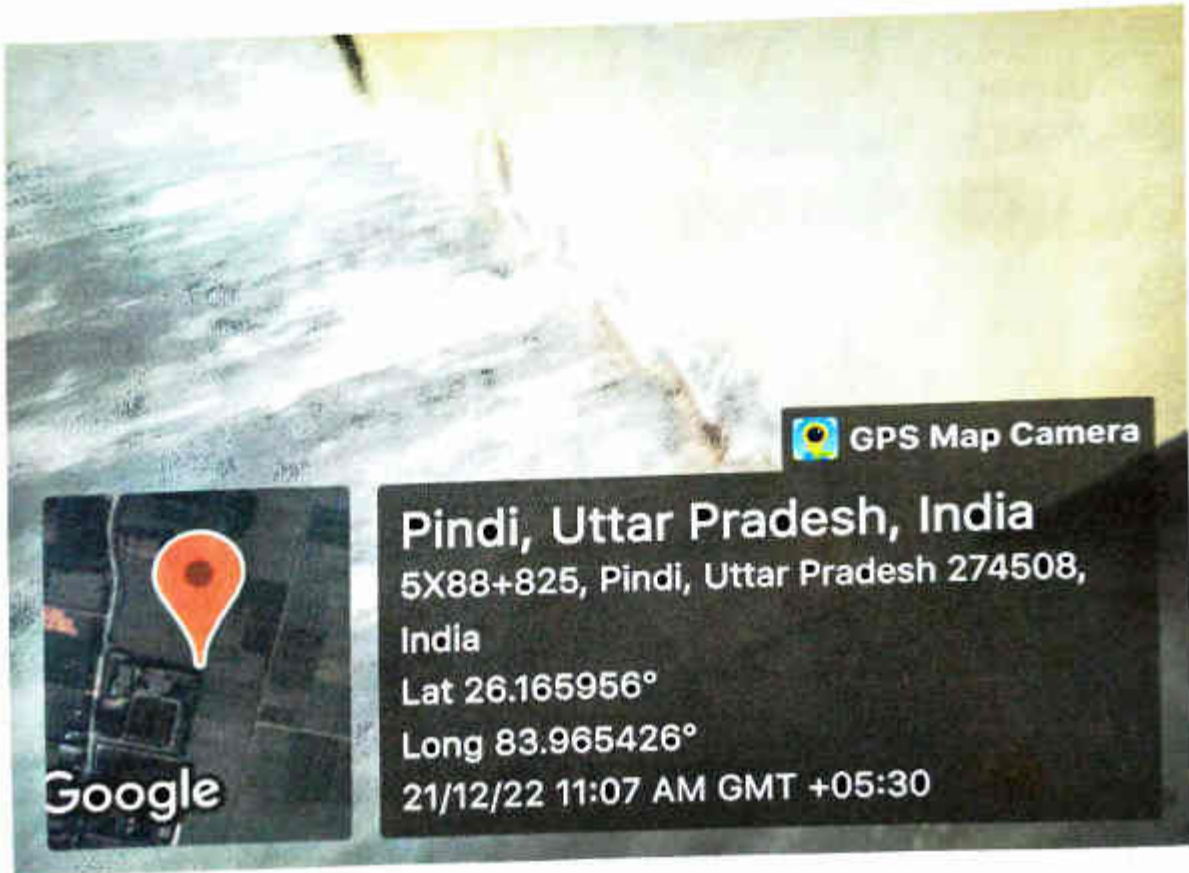 GPS Map Camera
Pindi, Uttar Pradesh, India
5X88+825, Pindi, Uttar Pradesh 274508,
India
Lat 26.165956°
Long 83.965426°
21/12/22 11:07 AM GMT +05:30
Google